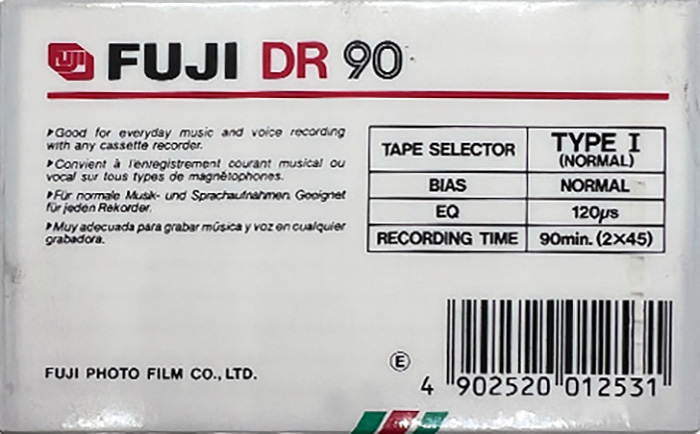 FUJI FUJI DR 90
▶Good for everyday music and voice recording
with any cassette recorder.
▶Convient à l'enregistrement courant musical ou
vocal sur tous types de magnétophones.
▶Für normale Musik- und Sprachaufnahmen. Geeignet
für jeden Rekorder.
▶Muy adecuada para grabar música y voz en cualquier
grabadora.
TAPE SELECTOR TYPE I
(NORMAL)
BIAS NORMAL
EQ 120µs
RECORDING TIME 90min. (2×45)
FUJI PHOTO FILM CO., LTD.
E
4 902520 012531